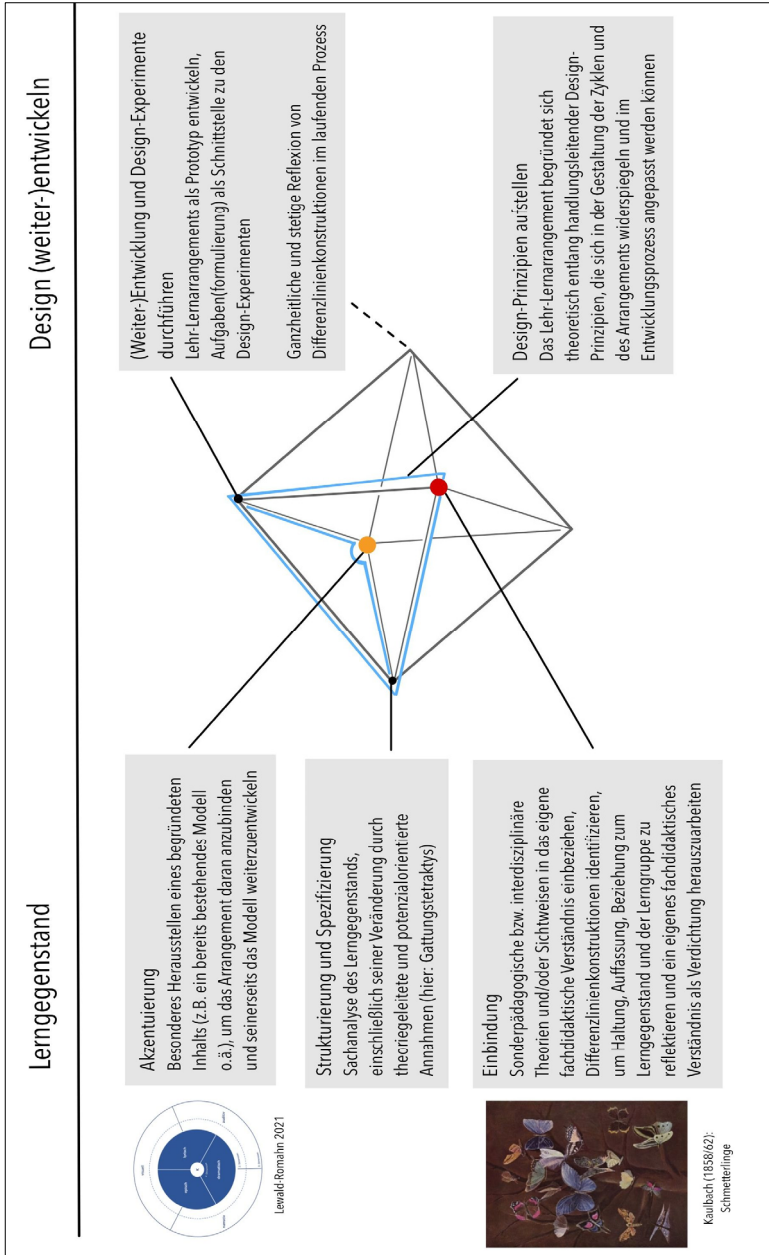 Lerngegenstand
Design (weiter-)entwickeln
Akzentuierung
Besonderes Herausstellen eines begründeten
Inhalts (z.B. ein bereits bestehendes Modell
o.ä.), um das Arrangement daran anzubinden
und seinerseits das Modell weiterzuentwickeln
Lewald-Romahn 2021
Strukturierung und Spezifizierung
Sachanalyse des Lerngegenstands,
einschließlich seiner Veränderung durch
theoriegeleitete und potenzialorientierte
Annahmen (hier: Gattungstetraktys)
Einbindung
Sonderpädagogische bzw. interdisziplinäre
Theorien und/oder Sichtweisen in das eigene
fachdidaktische Verständnis einbeziehen,
Differenzlinienkonstruktionen identifizieren,
um Haltung, Auffassung, Beziehung zum
Lerngegenstand und der Lerngruppe zu
reflektieren und ein eigenes fachdidaktisches
Verständnis als Verdichtung herauszuarbeiten
Kaulbach (1858/62):
Schmetterlinge
(Weiter-)Entwicklung und Design-Experimente
durchführen
Lehr-Lernarrangements als Prototyp entwickeln,
Aufgaben(formulierung) als Schnittstelle zu den
Design-Experimenten
Ganzheitliche und stetige Reflexion von
Differenzlinienkonstruktionen im laufenden Prozess
Design-Prinzipien aufstellen
Das Lehr-Lernarrangement begründet sich
theoretisch entlang handlungsleitender Design-
Prinzipien, die sich in der Gestaltung der Zyklen und
des Arrangements widerspiegeln und im
Entwicklungsprozess angepasst werden können